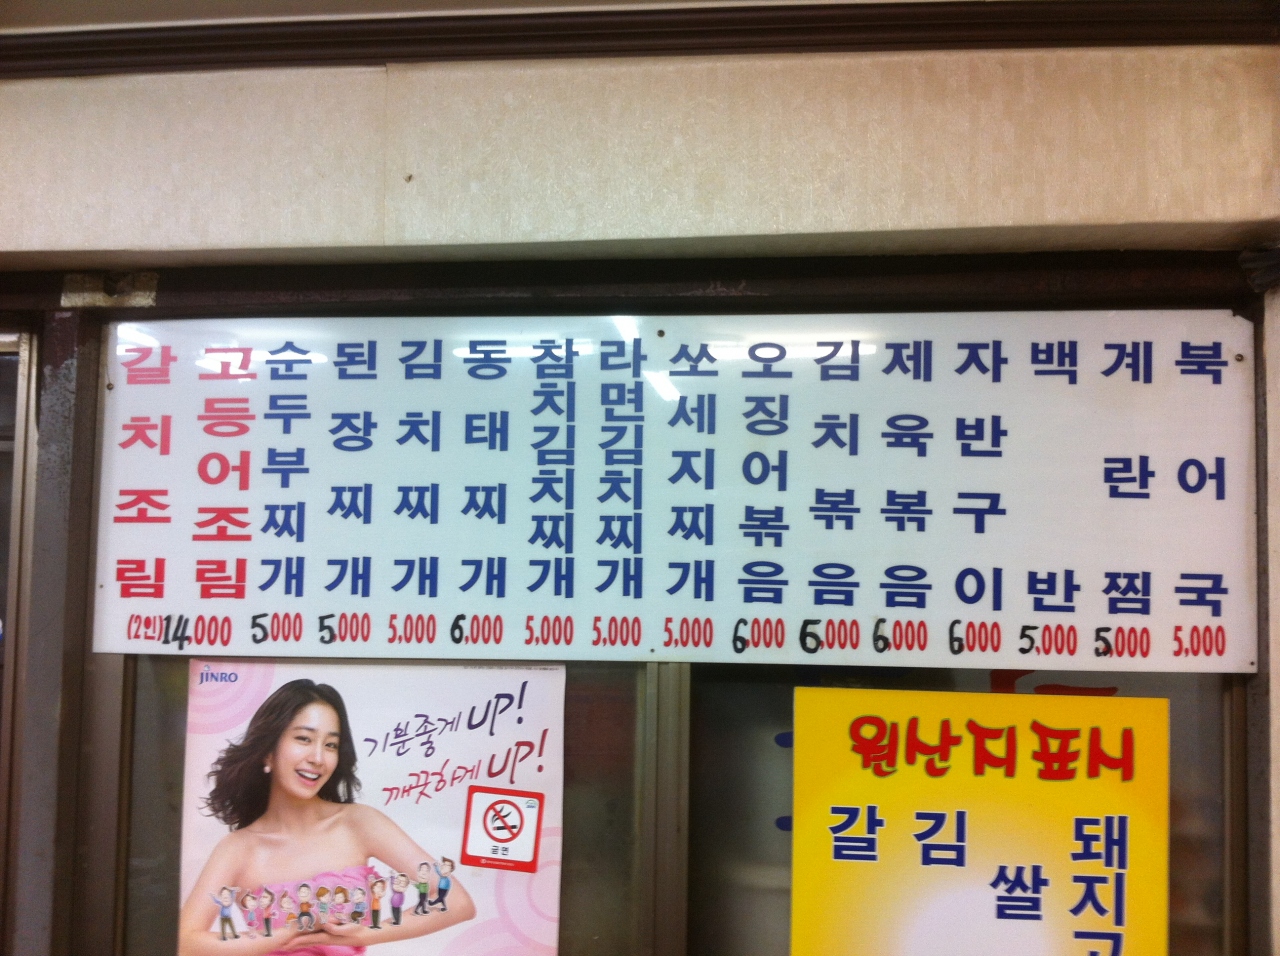 갈치조림
고등어조림
순두부찌개
된장찌개
김치찌개
동태찌개
참치김치찌개
라면김치찌개
쏘세지찌개
오징어볶음
김치볶음
제육볶음
자반구이
백반
계란찜
북어국
(2인)14,000 5,000 5,000 5,000 6,000 5,000 5,000 5,000 6,000 6,000 6,000 6,000 5,000 5,000 5,000
JINRO
기분좋게 UP!
깨끗하게 UP!
금연
원산지표시
갈 김 쌀 돼지고